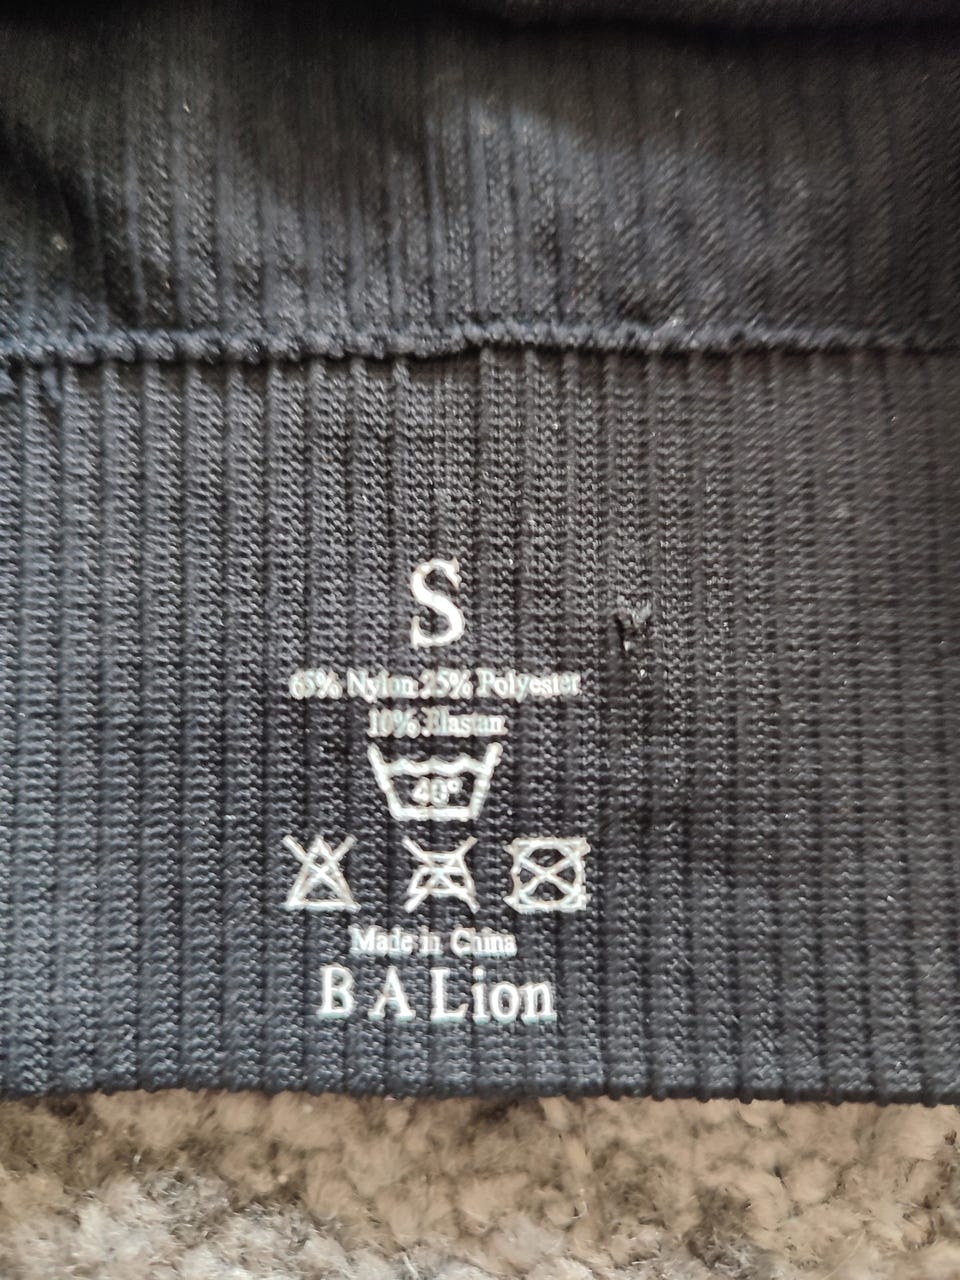 S
65% Nylon 25% Polyester
10% Elastan
40°
Made in China
B A Lion